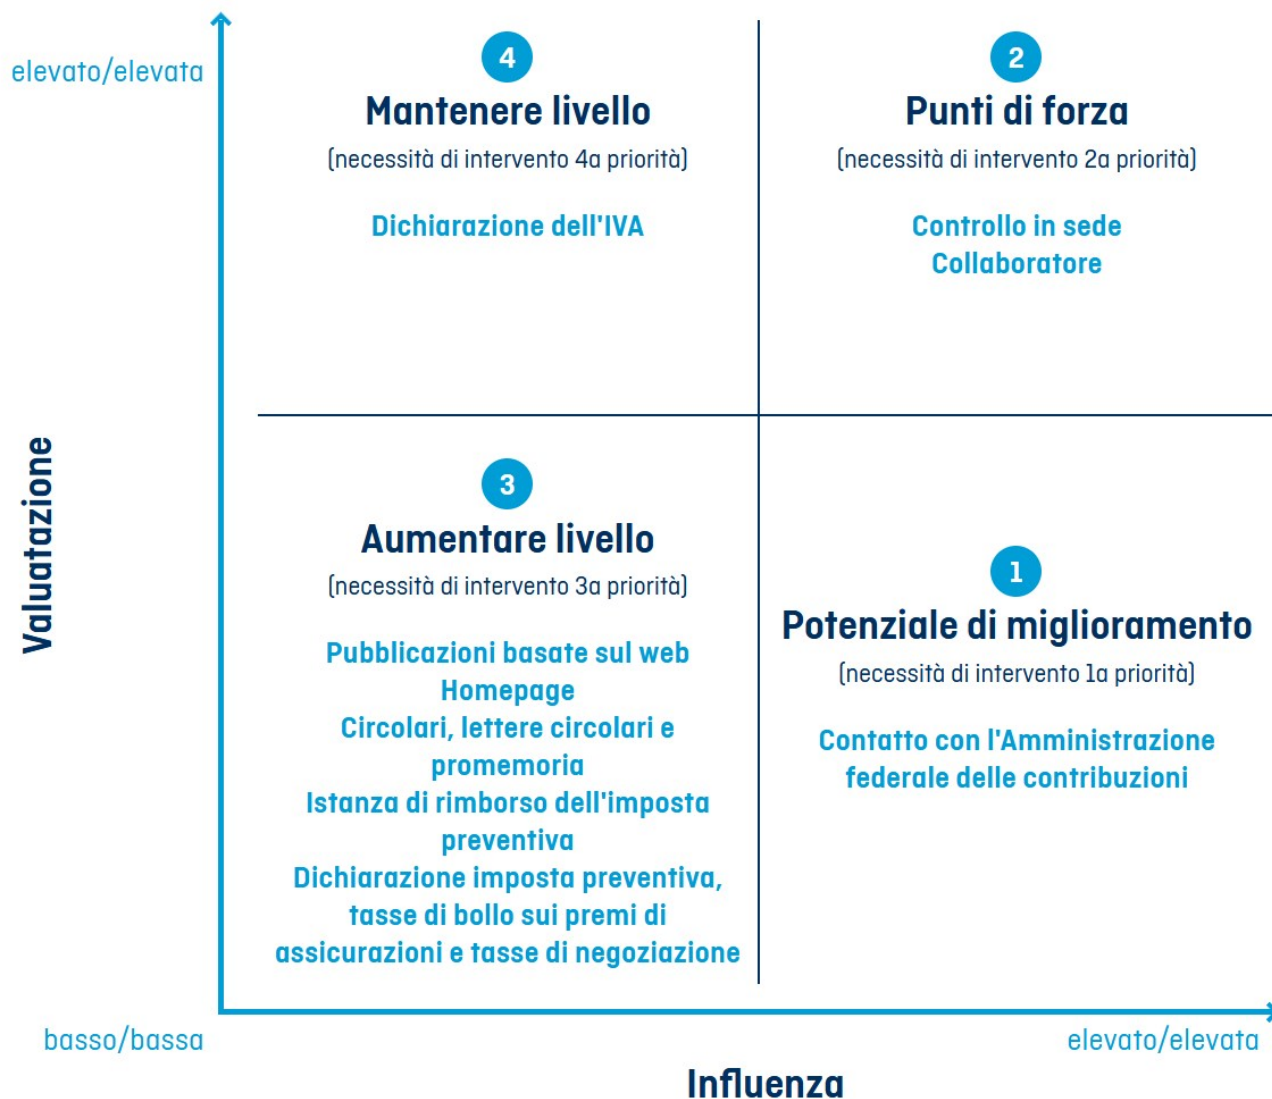 elevato/elevata
4
Mantenere livello
(necessità di intervento 4a priorità)
Dichiarazione dell'IVA
2
Punti di forza
(necessità di intervento 2a priorità)
Controllo in sede
Collaboratore
Valuatazione
3
Aumentare livello
(necessità di intervento 3a priorità)
Pubblicazioni basate sul web
Homepage
Circolari, lettere circolari e
promemoria
Istanza di rimborso dell'imposta
preventiva
Dichiarazione imposta preventiva,
tasse di bollo sui premi di
assicurazioni e tasse di negoziazione
1
Potenziale di miglioramento
(necessità di intervento 1a priorità)
Contatto con l'Amministrazione
federale delle contribuzioni
basso/bassa
elevato/elevata
Influenza